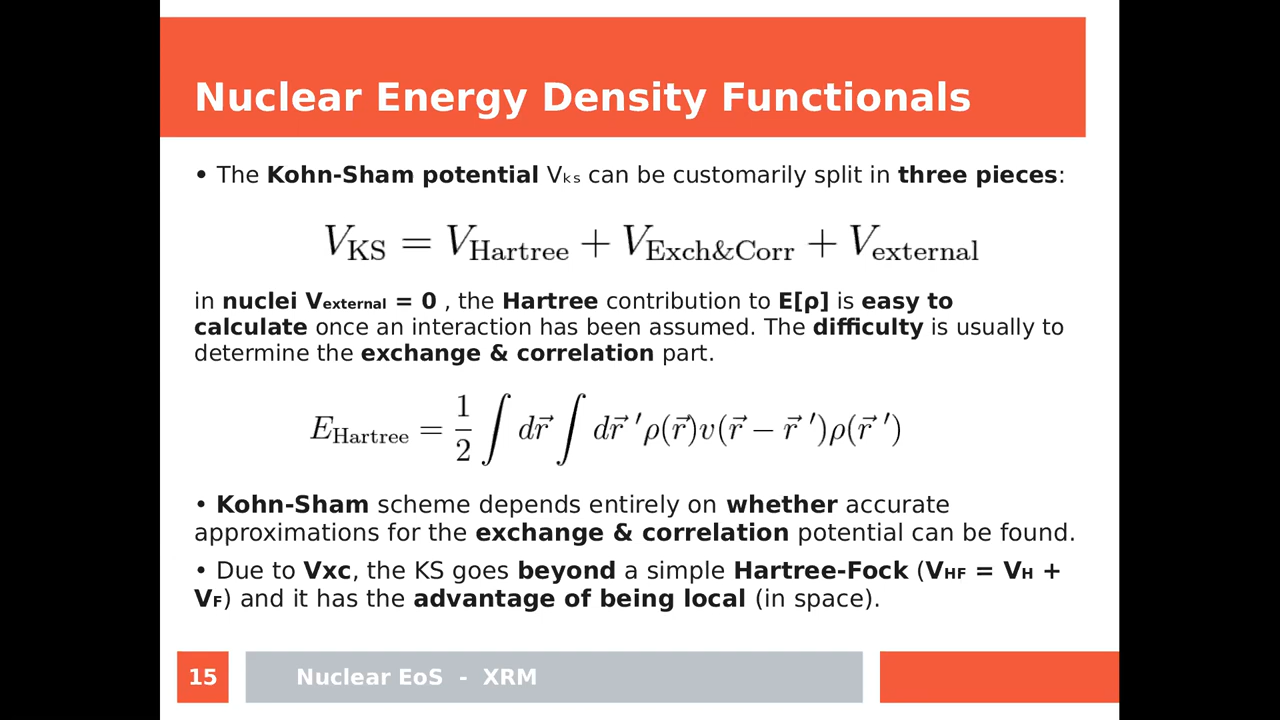 Nuclear Energy Density Functionals
• The Kohn-Sham potential Vₖₛ can be customarily split in three pieces:
V_KS = V_Hartree + V_Exch&Corr + V_external
in nuclei Vexternal = 0 , the Hartree contribution to E[ρ] is easy to
calculate once an interaction has been assumed. The difficulty is usually to
determine the exchange & correlation part.
E_Hartree = 1/2 ∫ dr⃗ ∫ dr⃗ ′ρ(r⃗)v(r⃗ − r⃗ ′)ρ(r⃗ ′)
• Kohn-Sham scheme depends entirely on whether accurate
approximations for the exchange & correlation potential can be found.
• Due to Vxc, the KS goes beyond a simple Hartree-Fock (VHF = VH +
VF) and it has the advantage of being local (in space).
15 Nuclear EoS - XRM